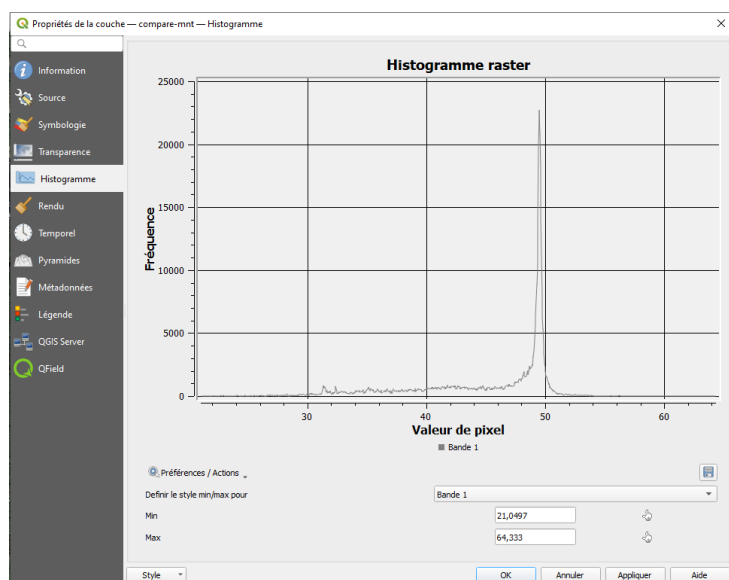 Propriétés de la couche — compare-mnt — Histogramme
Information
Source
Symbologie
Transparence
Histogramme
Rendu
Temporel
Pyramides
Métadonnées
Légende
QGIS Server
QField
Histogramme raster
25000
20000
15000
10000
5000
0
Fréquence
30 40 50 60
Valeur de pixel
Bande 1
Préférences / Actions
Définir le style min/max pour Bande 1
Min 21,0497
Max 64,333
Style OK Annuler Appliquer Aide